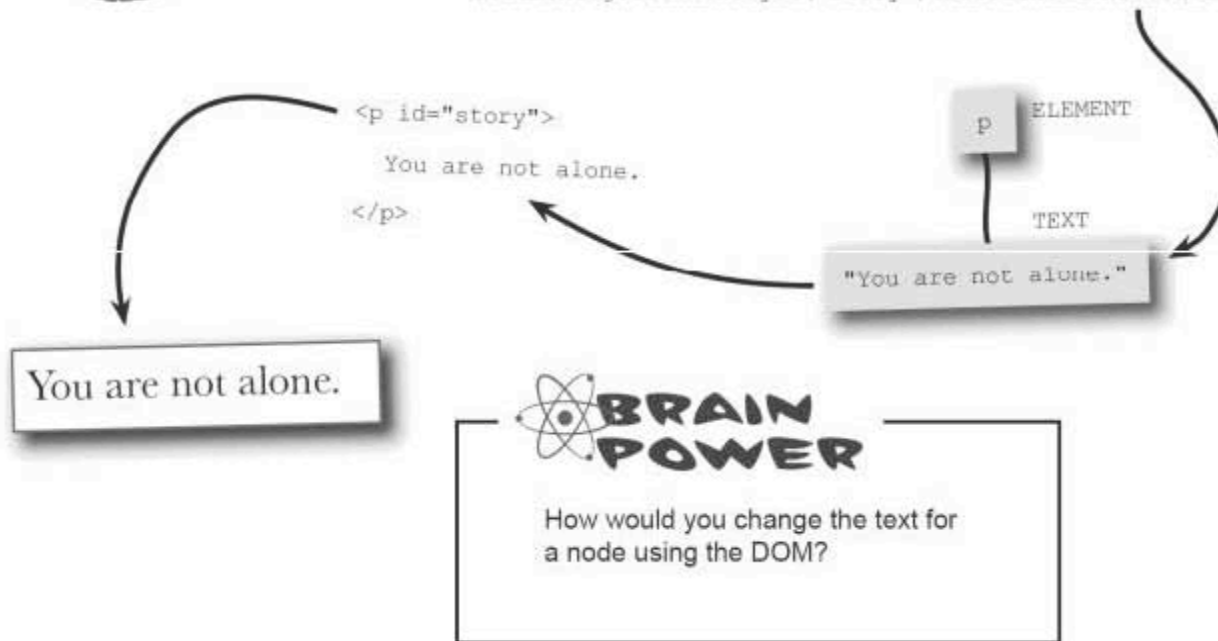 <p id="story">
You are not alone.
</p>
p
ELEMENT
TEXT
"You are not alone."
You are not alone.
BRAIN
POWER
How would you change the text for
a node using the DOM?